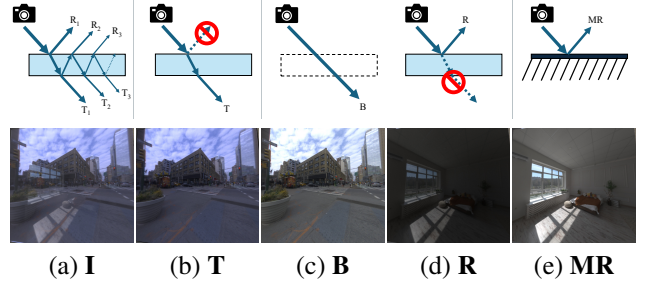 R1 R2 R3
T1 T2 T3
T
B
R
MR
(a) I (b) T (c) B (d) R (e) MR